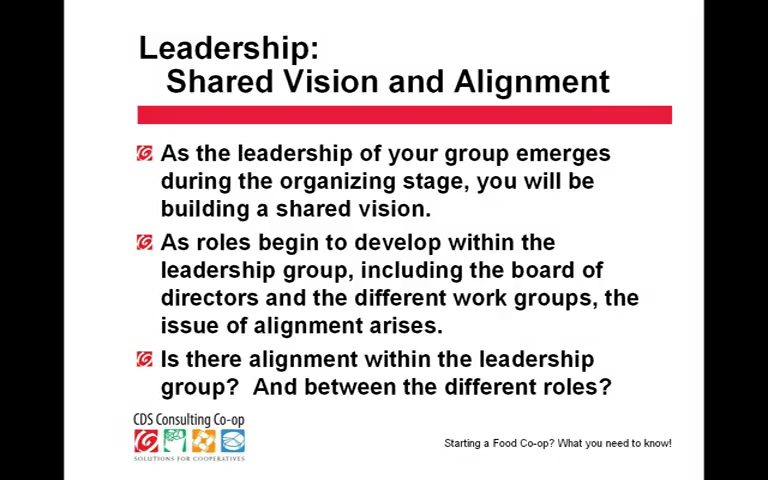 Leadership:
Shared Vision and Alignment
As the leadership of your group emerges
during the organizing stage, you will be
building a shared vision.
As roles begin to develop within the
leadership group, including the board of
directors and the different work groups, the
issue of alignment arises.
Is there alignment within the leadership
group? And between the different roles?
CDS Consulting Co-op
SOLUTIONS FOR COOPERATIVES
Starting a Food Co-op? What you need to know!